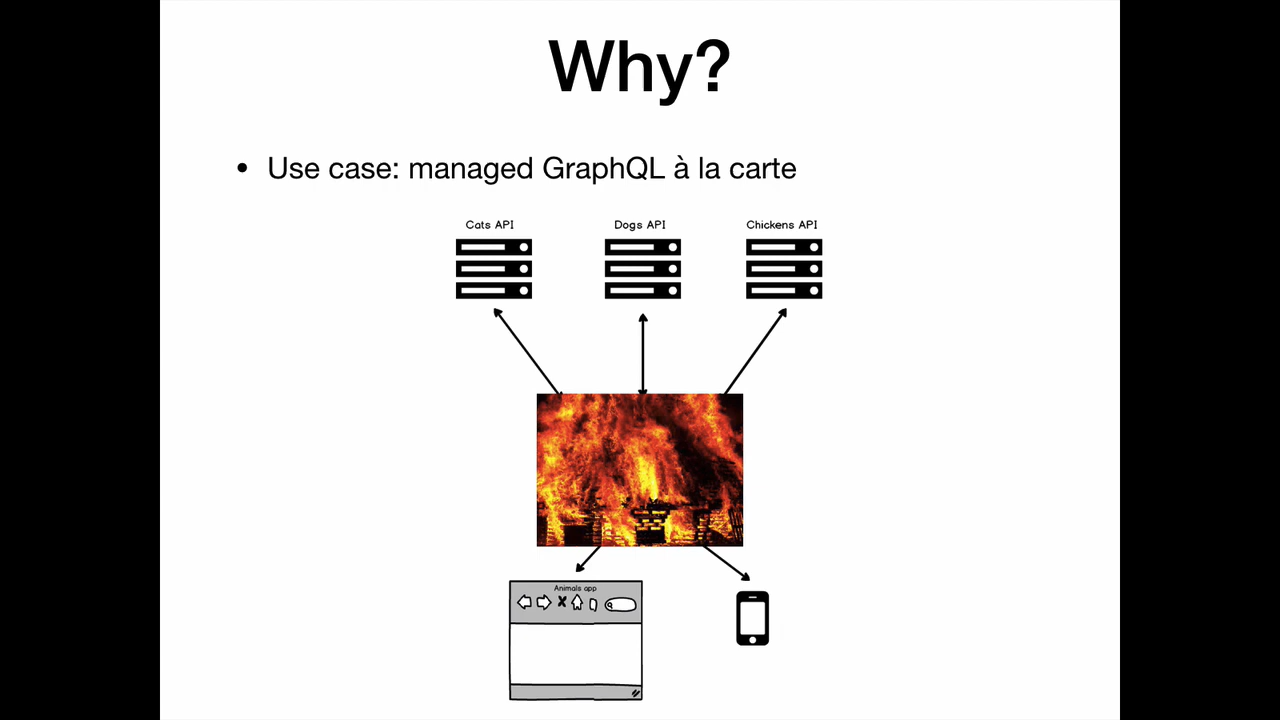 Why?
• Use case: managed GraphQL à la carte
Cats API
Dogs API
Chickens API
Animals app